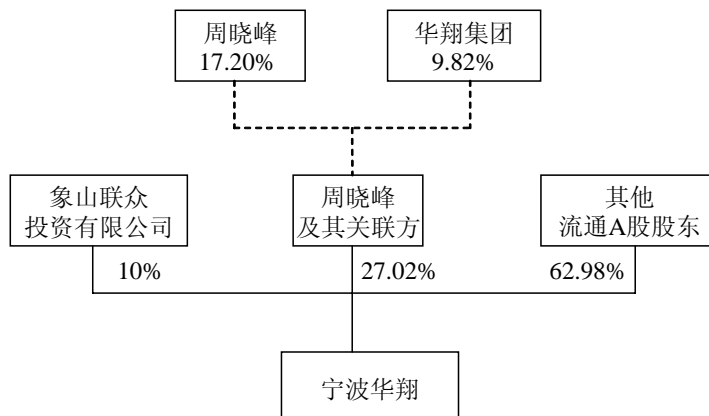 周晓峰
17.20%
华翔集团
9.82%
象山联众
投资有限公司
周晓峰
及其关联方
其他
流通A股股东
10%
27.02%
62.98%
宁波华翔